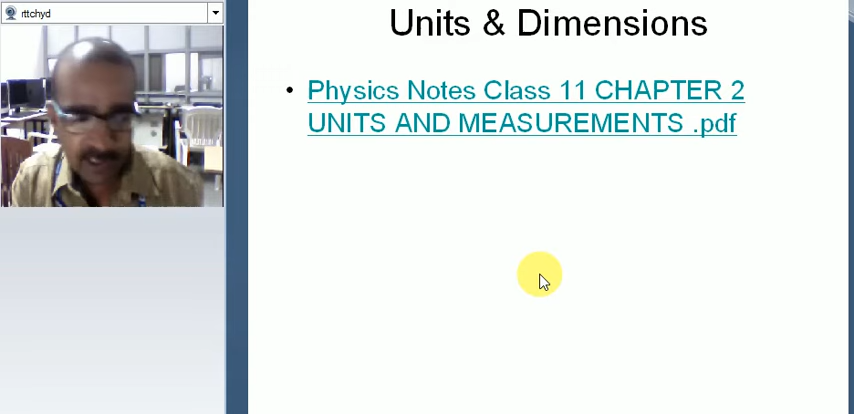 rttchyd
Units & Dimensions
• Physics Notes Class 11 CHAPTER 2
UNITS AND MEASUREMENTS .pdf